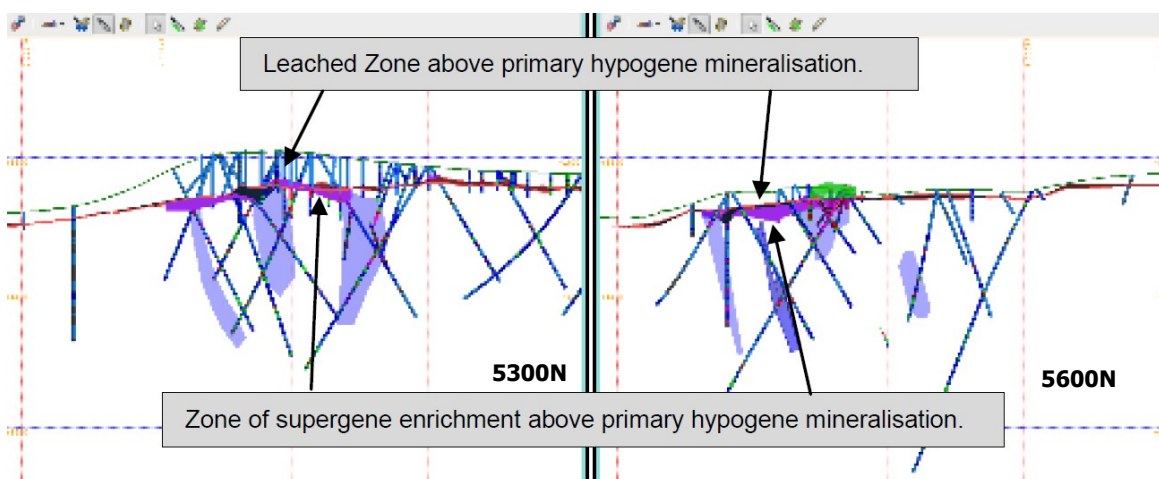 Leached Zone above primary hypogene mineralisation.
5300N
5600N
Zone of supergene enrichment above primary hypogene mineralisation.